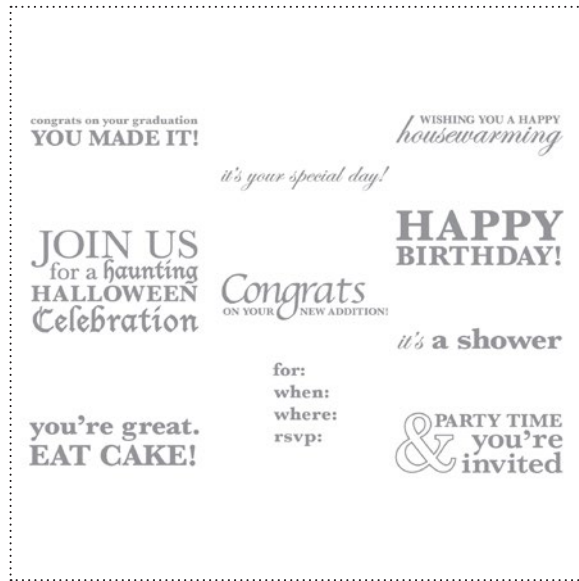 congrats on your graduation
YOU MADE IT!
WISHING YOU A HAPPY
housewarming
it's your special day!
JOIN US
for a haunting
HALLOWEEN
Celebration
HAPPY
BIRTHDAY!
Congrats
ON YOUR NEW ADDITION!
it's a shower
for:
when:
where:
rsvp:
you're great.
EAT CAKE!
PARTY TIME
& you're
invited